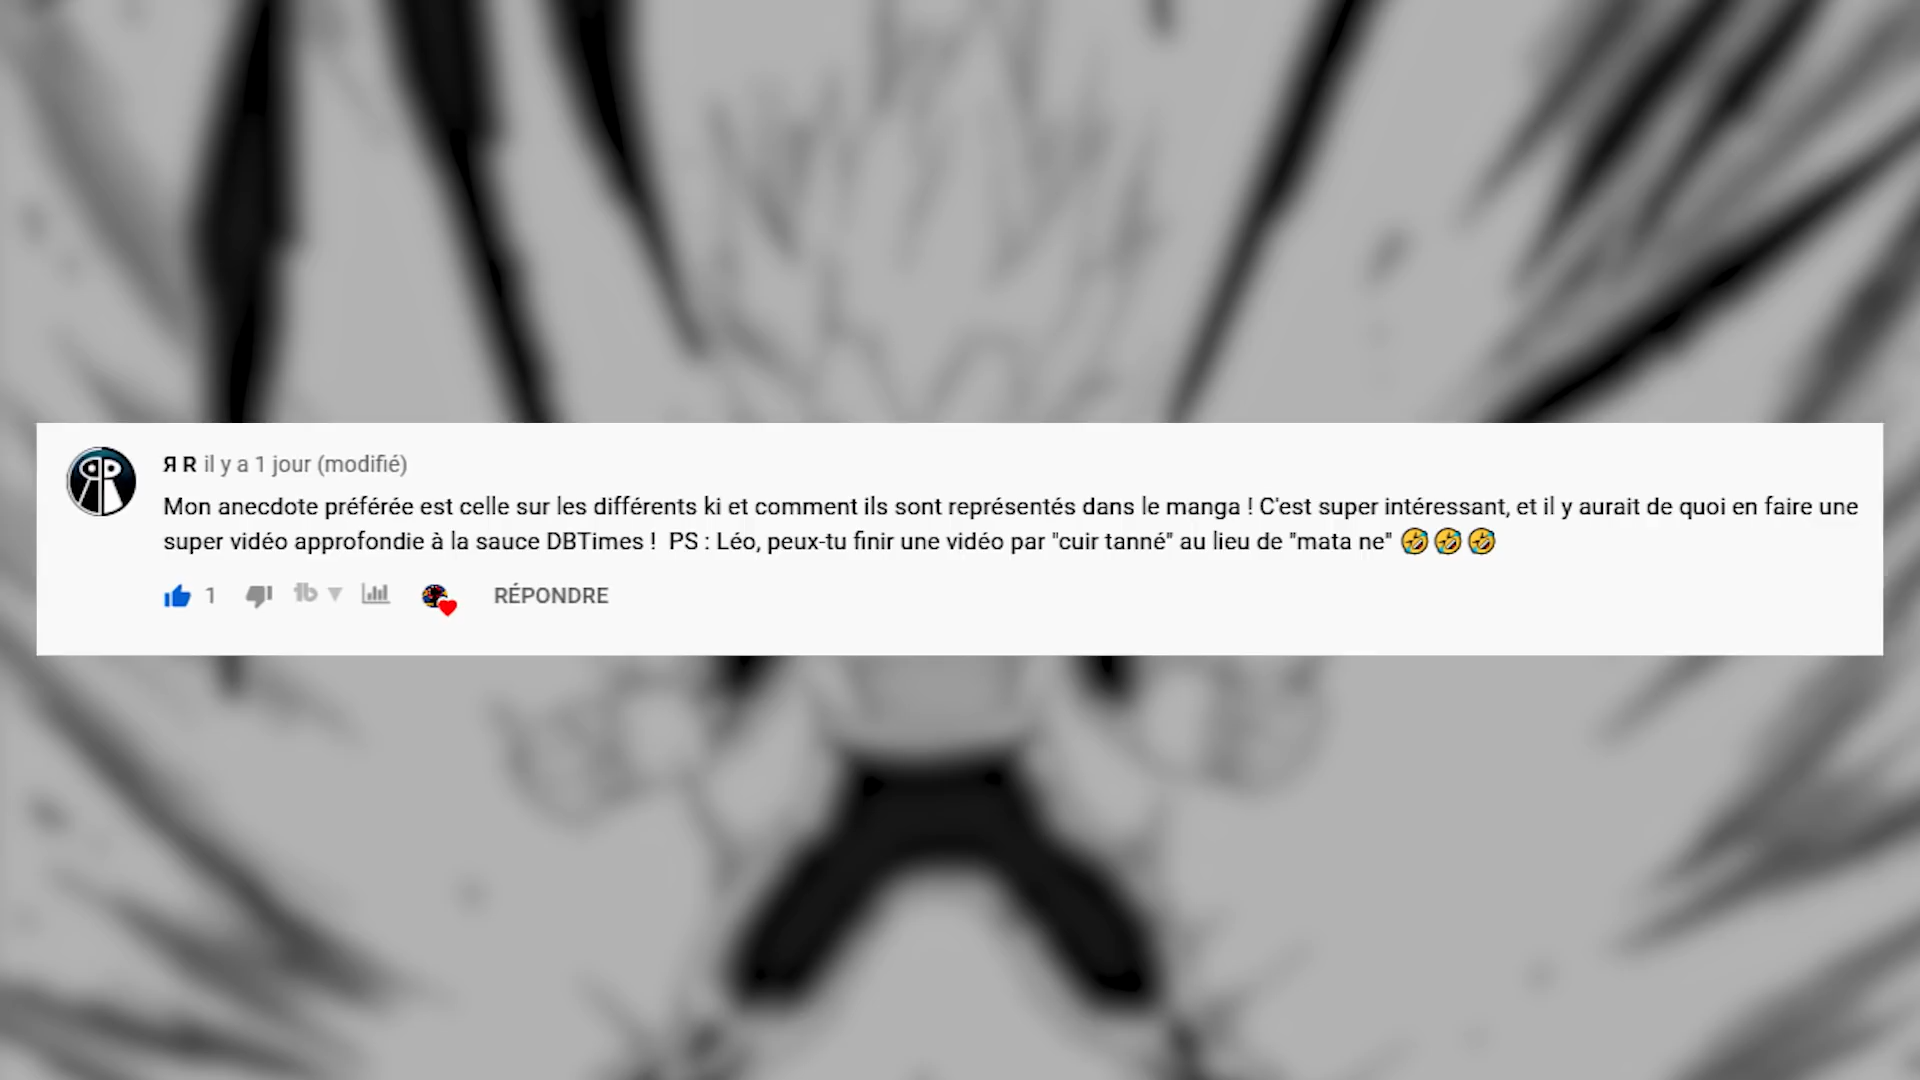 Я R il y a 1 jour (modifié)
Mon anecdote préférée est celle sur les différents ki et comment ils sont représentés dans le manga ! C'est super intéressant, et il y aurait de quoi en faire une
super vidéo approfondie à la sauce DBTimes !  PS : Léo, peux-tu finir une vidéo par "cuir tanné" au lieu de "mata ne" 🤣🤣🤣
1 tb RÉPONDRE